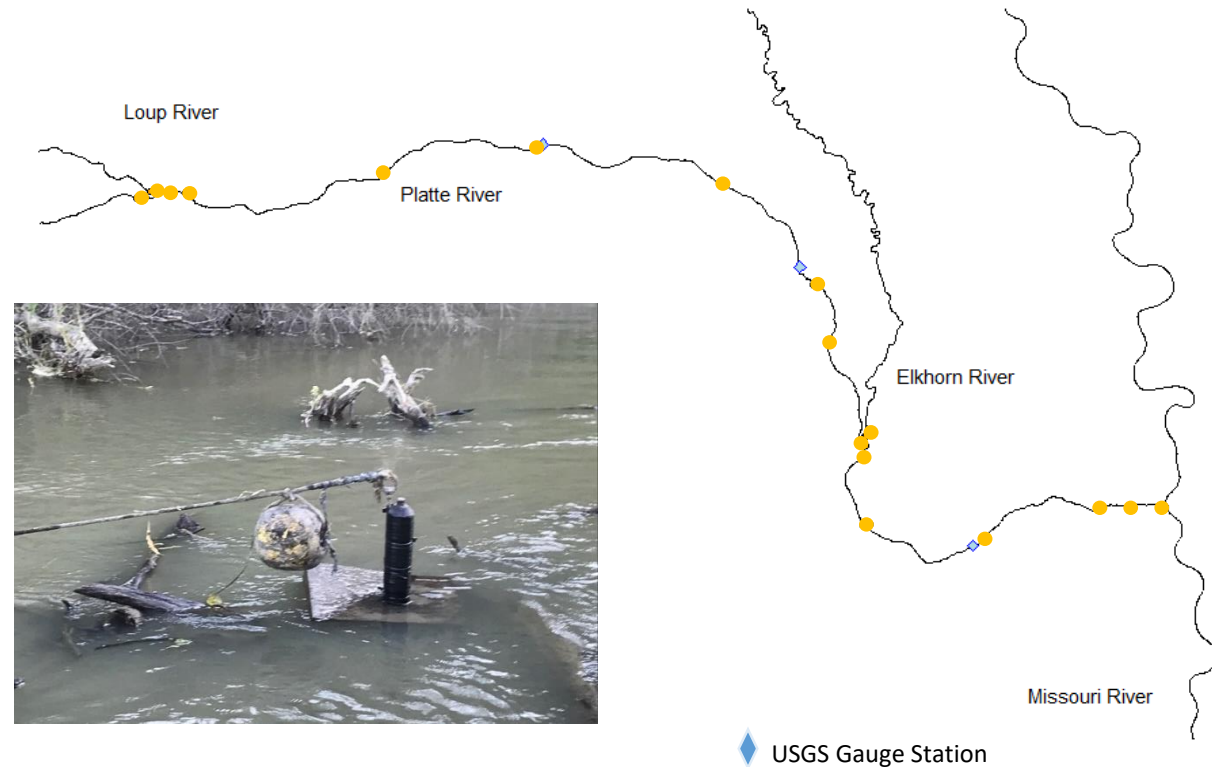 Loup River
Platte River
Elkhorn River
Missouri River
USGS Gauge Station